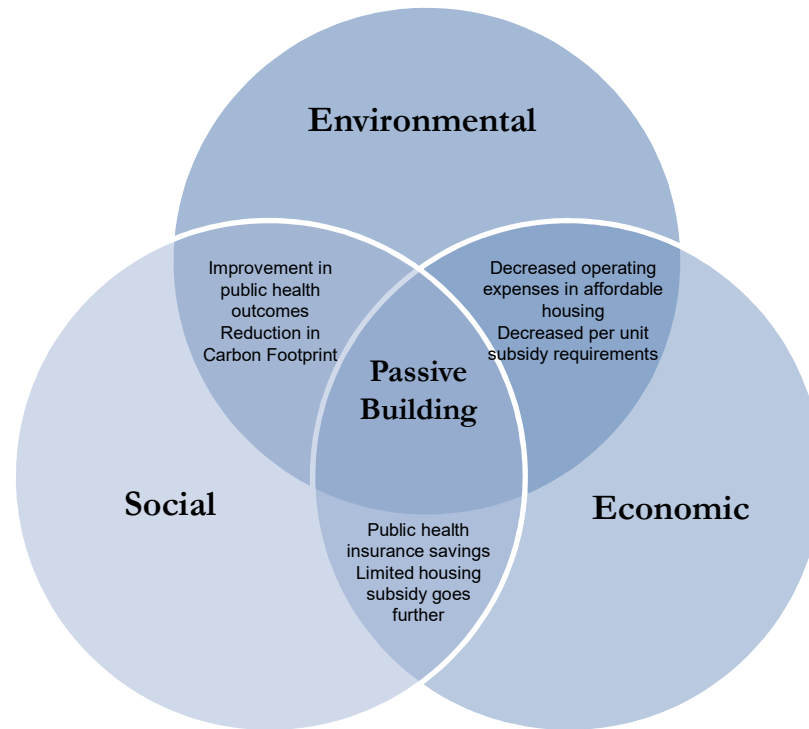 Environmental
Improvement in
public health
outcomes
Reduction in
Carbon Footprint
Decreased operating
expenses in affordable
housing
Decreased per unit
subsidy requirements
Passive
Building
Social
Economic
Public health
insurance savings
Limited housing
subsidy goes
further